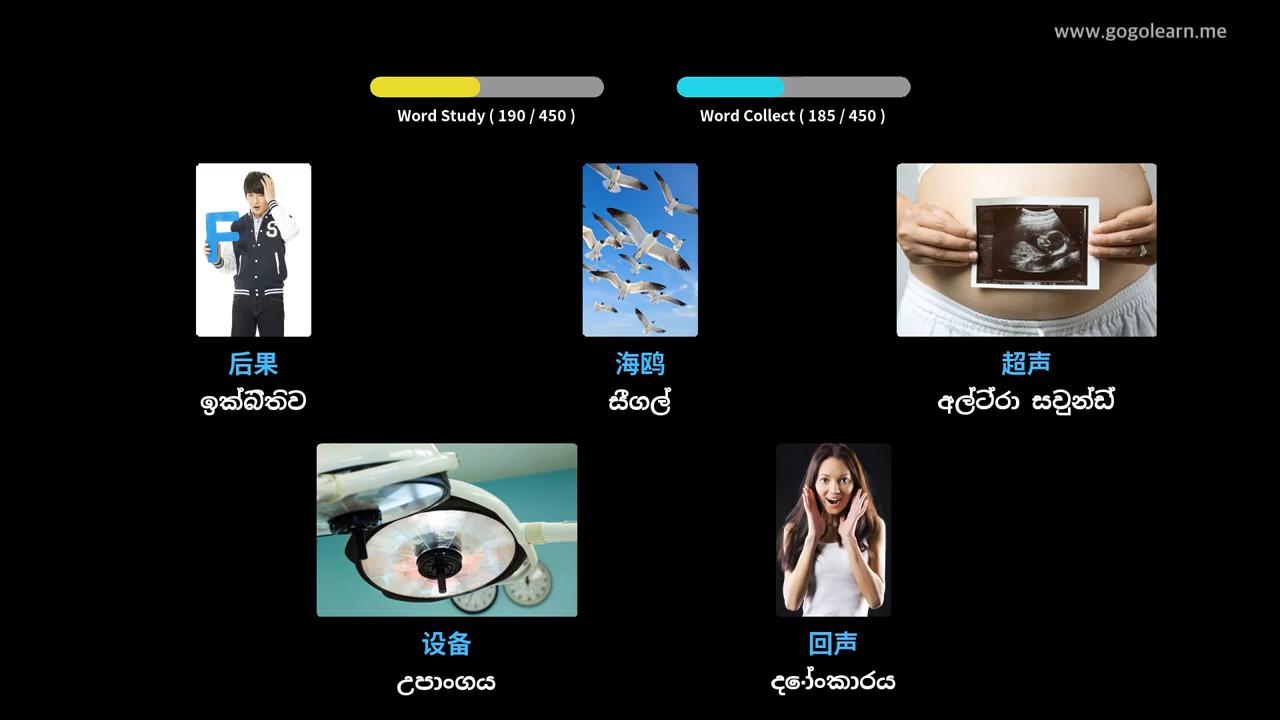 www.gogolearn.me
Word Study ( 190 / 450 )
Word Collect ( 185 / 450 )
F
S
后果
海鸥
超声
ඉක්බිතිව
සීගල්
අල්ට්රා සවුන්ඩ්
设备
回声
උපාංගය
දෝංකාරය